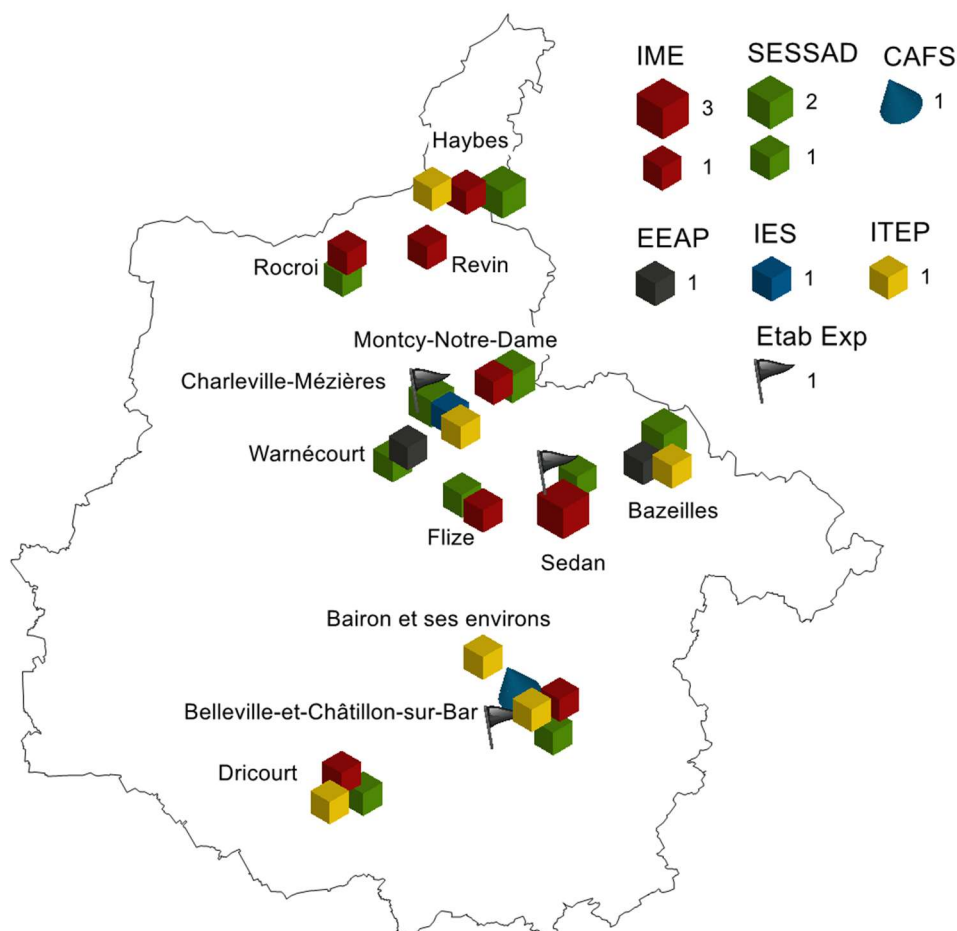 IME
SESSAD
CAFS
3
2
1
1
1
EEAP
IES
ITEP
1
1
1
Etab Exp
1
Haybes
Rocroi
Revin
Montcy-Notre-Dame
Charleville-Mézières
Warnécourt
Flize
Sedan
Bazeilles
Bairon et ses environs
Belleville-et-Châtillon-sur-Bar
Dricourt